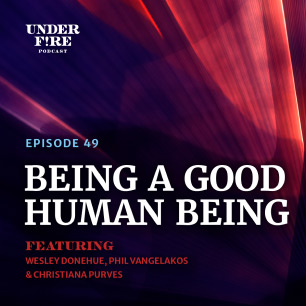 UNDER
F!RE
PODCAST
EPISODE 49
BEING A GOOD
HUMAN BEING
FEATURING
WESLEY DONEHUE, PHIL VANGELAKOS
& CHRISTIANA PURVES